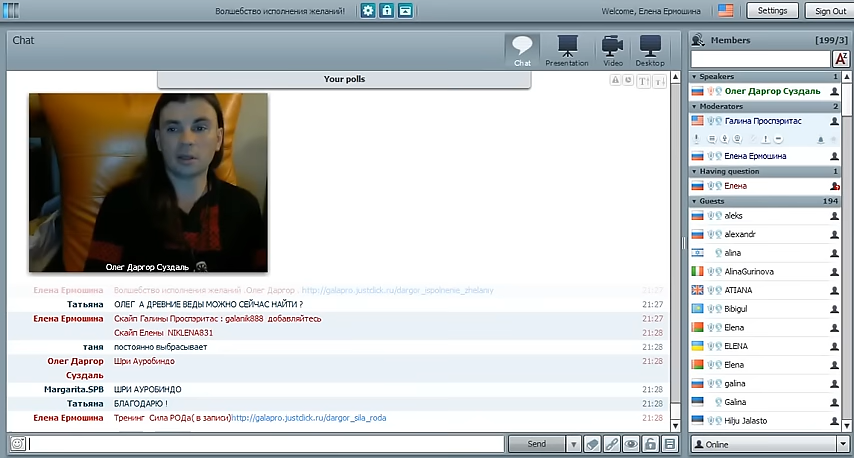 Волшебство исполнения желаний!
Welcome, Елена Ермошина
Settings
Sign Out
Chat
Chat
Presentation
Video
Desktop
Your polls
Олег Даргор Суздаль
Елена Ермошина Волшебство исполнения желаний .Олег Даргор . http://galapro.justclick.ru/dargor_ispolnenie_zhelaniy 21:27
Татьяна ОЛЕГ А ДРЕВНИЕ ВЕДЫ МОЖНО СЕЙЧАС НАЙТИ ? 21:27
Елена Ермошина Скайп Галины Проспэритас : galanik888 добавляйтесь 21:27
Скайп Елены NIKLENA831 21:28
таня постоянно выбрасывает 21:28
Олег Даргор Шри Ауробиндо 21:28
Суздаль
Margarita.SPB ШРИ АУРОБИНДО 21:28
Татьяна БЛАГОДАРЮ ! 21:28
Елена Ермошина Тренинг Сила РОДа( в записи)http://galapro.justclick.ru/dargor_sila_roda 21:28
Send
Members [199/3]
Speakers 1
Олег Даргор Суздаль
Moderators 2
Галина Проспэритас
Елена Ермошина
Having question 1
Елена
Guests 194
aleks
alexandr
alina
AlinaGurinova
ATIANA
Bibigul
Elena
ELENA
Elena
galina
Galina
Hilju Jalasto
Online